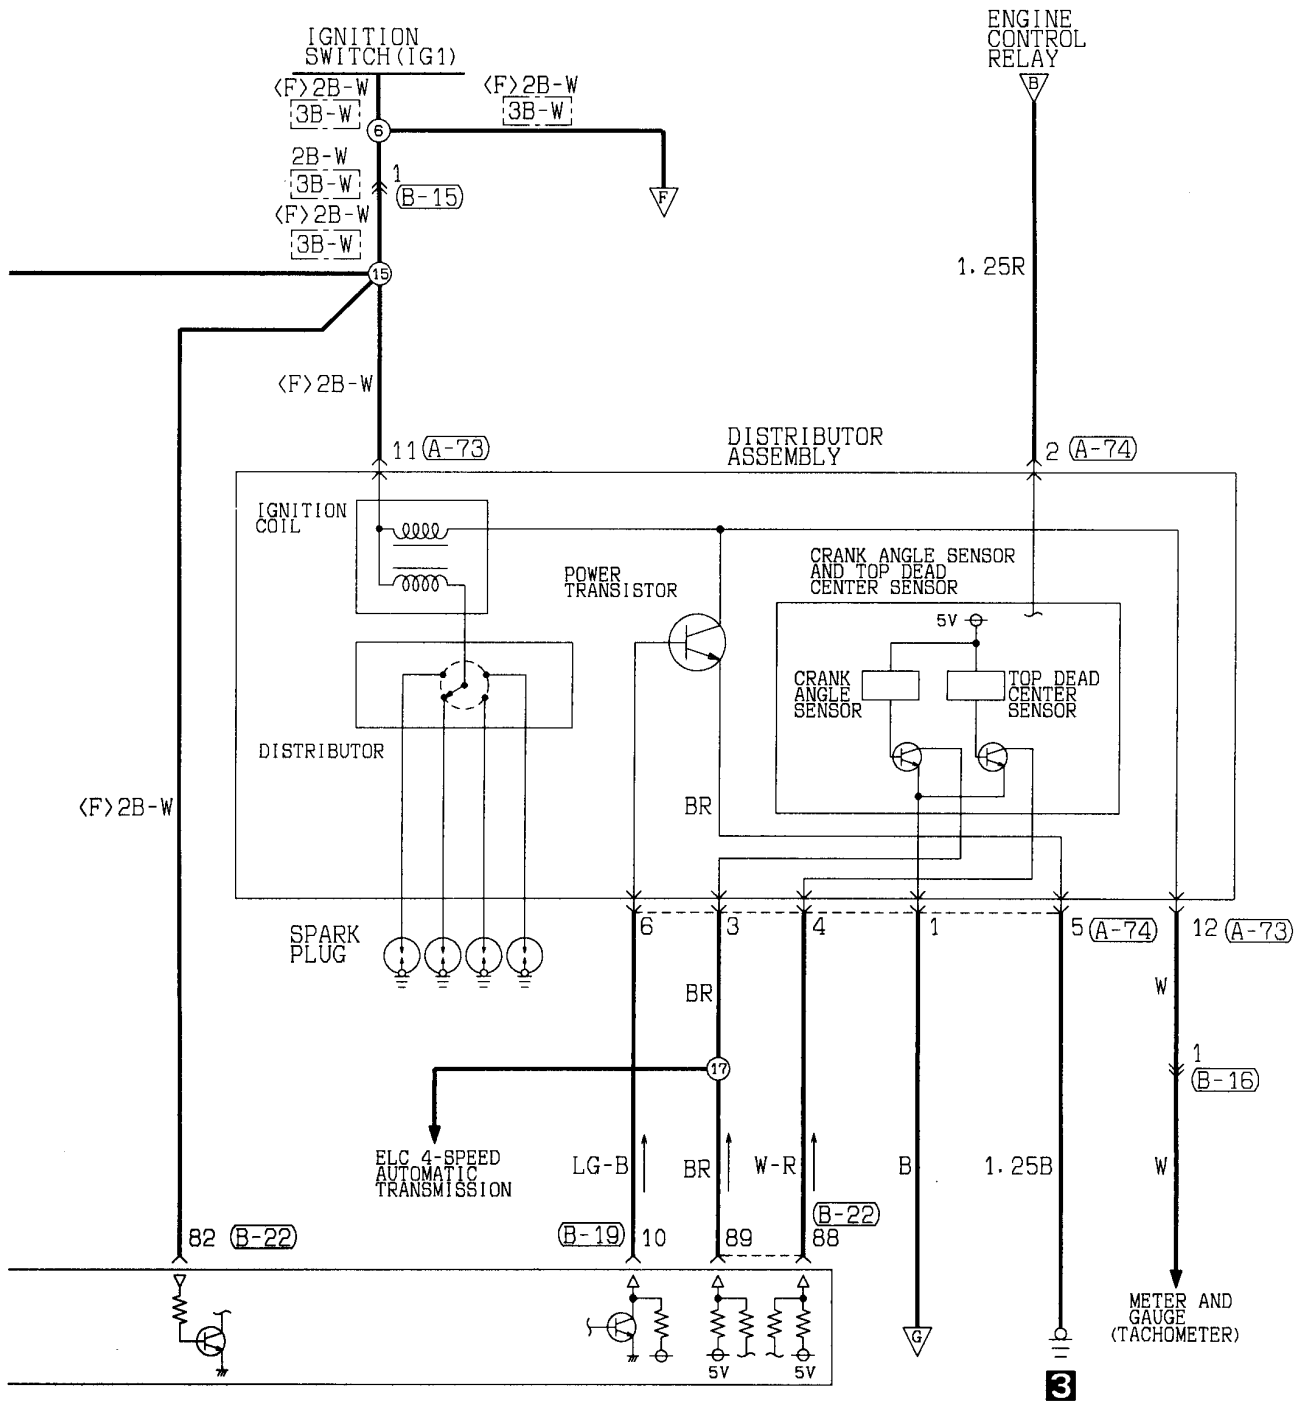 IGNITION
SWITCH(IG1)
ENGINE
CONTROL
RELAY
B
<F>2B-W
3B-W
<F>2B-W
3B-W
6
2B-W
3B-W
1
(B-15)
F
<F>2B-W
3B-W
15
1.25R
<F>2B-W
11 (A-73)
DISTRIBUTOR
ASSEMBLY
2 (A-74)
IGNITION
COIL
POWER
TRANSISTOR
CRANK ANGLE SENSOR
AND TOP DEAD
CENTER SENSOR
5V
CRANK
ANGLE
SENSOR
TOP DEAD
CENTER
SENSOR
DISTRIBUTOR
<F>2B-W
BR
SPARK
PLUG
6
3
4
1
5 (A-74)
12 (A-73)
BR
W
17
1
(B-16)
ELC 4-SPEED
AUTOMATIC
TRANSMISSION
LG-B
BR
W-R
B
1.25B
W
82 (B-22)
(B-19) 10
89
(B-22)
88
METER AND
GAUGE
(TACHOMETER)
G
5V
5V
3